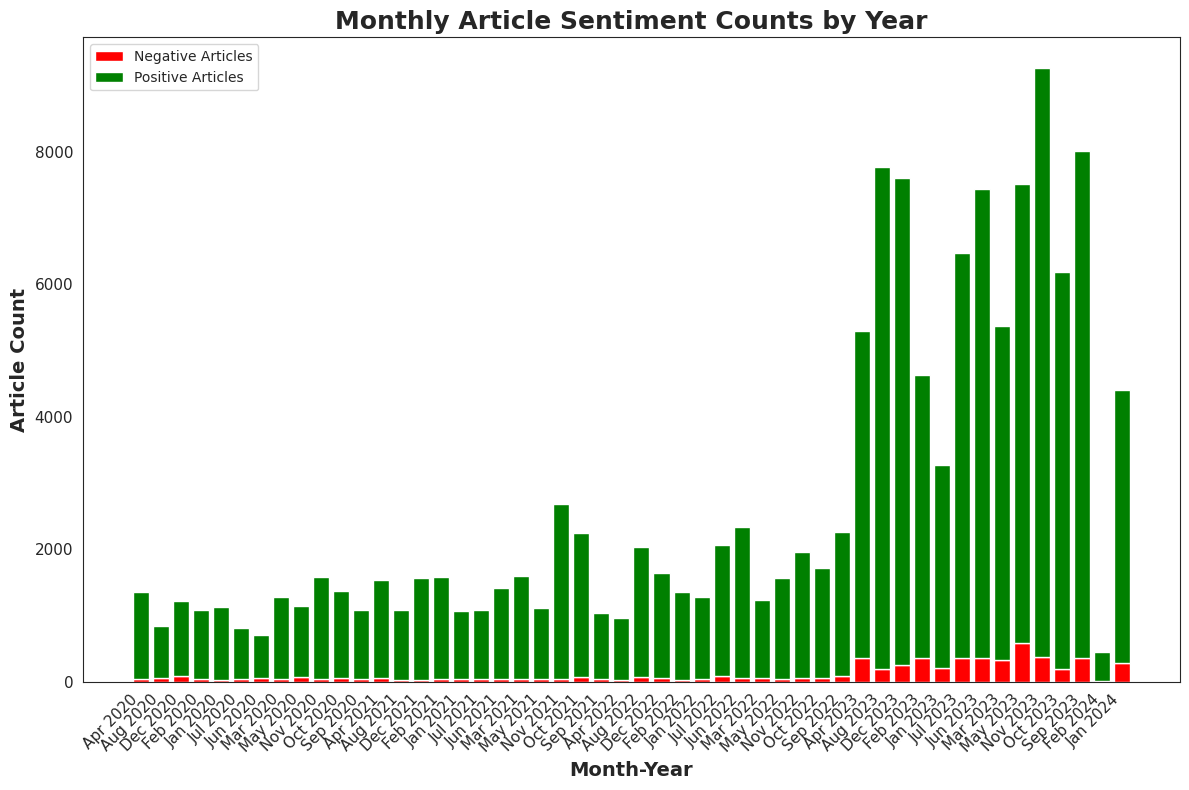 Monthly Article Sentiment Counts by Year
Negative Articles
Positive Articles
Article Count
8000
6000
4000
2000
0
Apr 2020
Aug 2020
Dec 2020
Feb 2020
Jan 2020
Jul 2020
Jun 2020
Mar 2020
May 2020
Nov 2020
Oct 2020
Sep 2020
Apr 2021
Aug 2021
Dec 2021
Feb 2021
Jan 2021
Jul 2021
Jun 2021
Mar 2021
May 2021
Nov 2021
Oct 2021
Sep 2021
Apr 2022
Aug 2022
Dec 2022
Feb 2022
Jan 2022
Jul 2022
Jun 2022
Mar 2022
May 2022
Nov 2022
Oct 2022
Sep 2022
Apr 2023
Aug 2023
Dec 2023
Feb 2023
Jan 2023
Jul 2023
Jun 2023
Mar 2023
May 2023
Nov 2023
Oct 2023
Sep 2023
Feb 2024
Jan 2024
Month-Year